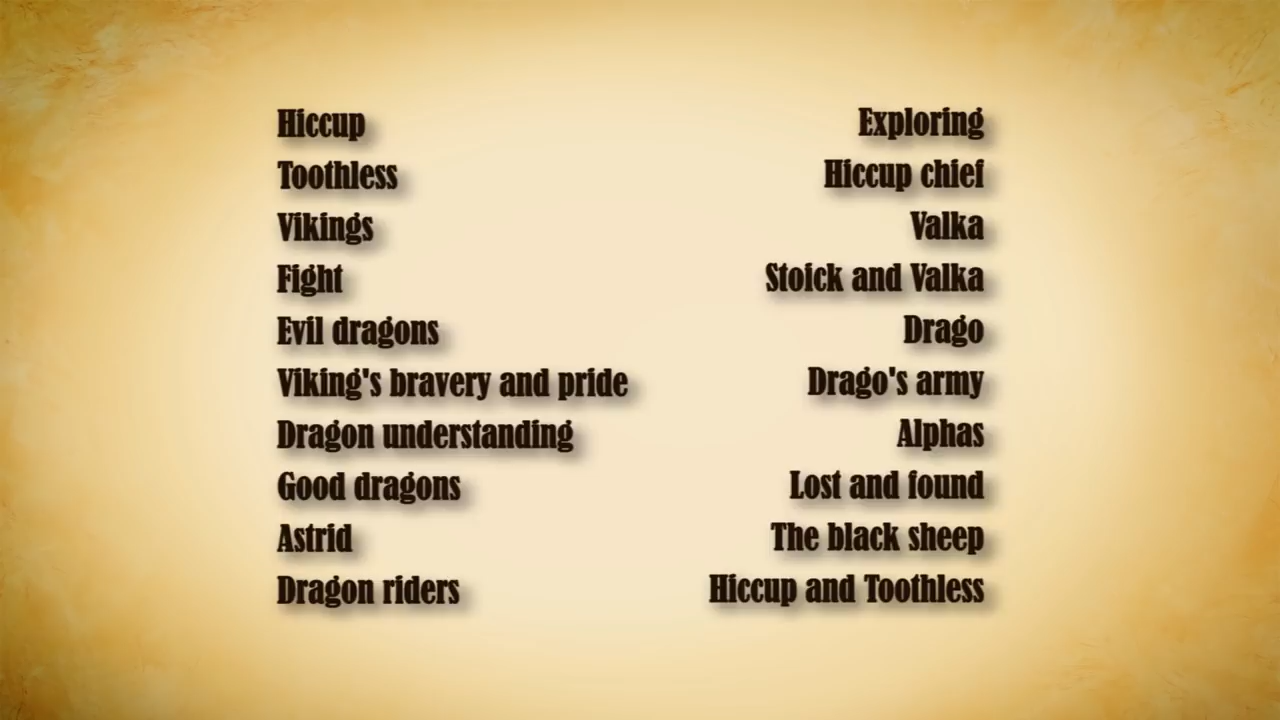 Hiccup
Toothless
Vikings
Fight
Evil dragons
Viking's bravery and pride
Dragon understanding
Good dragons
Astrid
Dragon riders
Exploring
Hiccup chief
Valka
Stoick and Valka
Drago
Drago's army
Alphas
Lost and found
The black sheep
Hiccup and Toothless